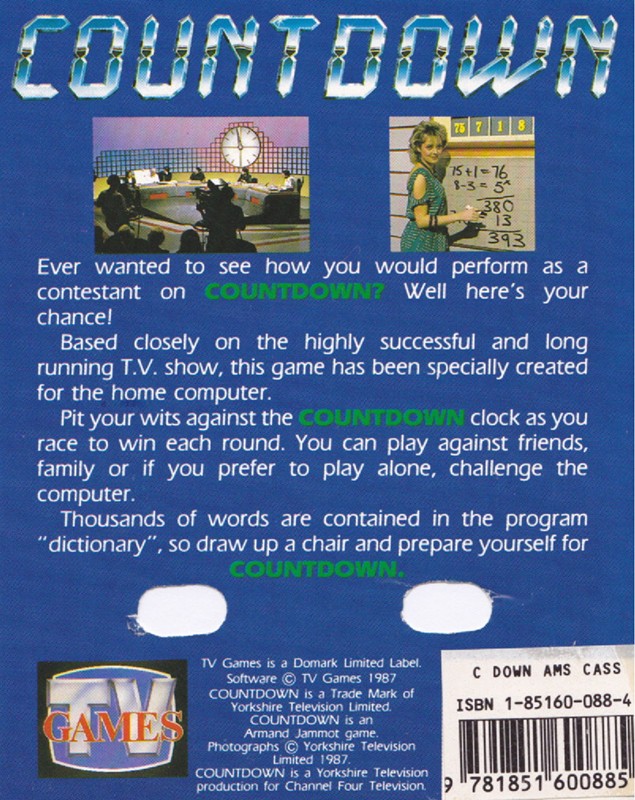 COUNTDOWN
75 7 1 8
75+1=76
8-3=5
380
13
393
Ever wanted to see how you would perform as a
contestant on COUNTDOWN? Well here's your
chance!
Based closely on the highly successful and long
running T.V. show, this game has been specially created
for the home computer.
Pit your wits against the COUNTDOWN clock as you
race to win each round. You can play against friends,
family or if you prefer to play alone, challenge the
computer.
Thousands of words are contained in the program
"dictionary", so draw up a chair and prepare yourself for
COUNTDOWN.
TV
GAMES
TV Games is a Domark Limited Label.
Software © TV Games 1987
COUNTDOWN is a Trade Mark of
Yorkshire Television Limited.
COUNTDOWN is an
Armand Jammot game.
Photographs © Yorkshire Television
Limited 1987.
COUNTDOWN is a Yorkshire Television
production for Channel Four Television.
C DOWN AMS CASS
ISBN 1-85160-088-4
9 781851 600885